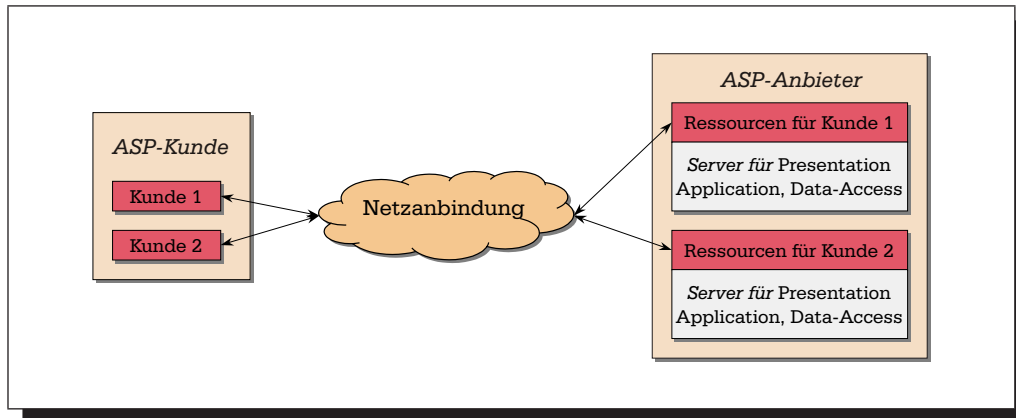 ASP-Kunde
Kunde 1
Kunde 2
Netzanbindung
ASP-Anbieter
Ressourcen für Kunde 1
Server für Presentation
Application, Data-Access
Ressourcen für Kunde 2
Server für Presentation
Application, Data-Access